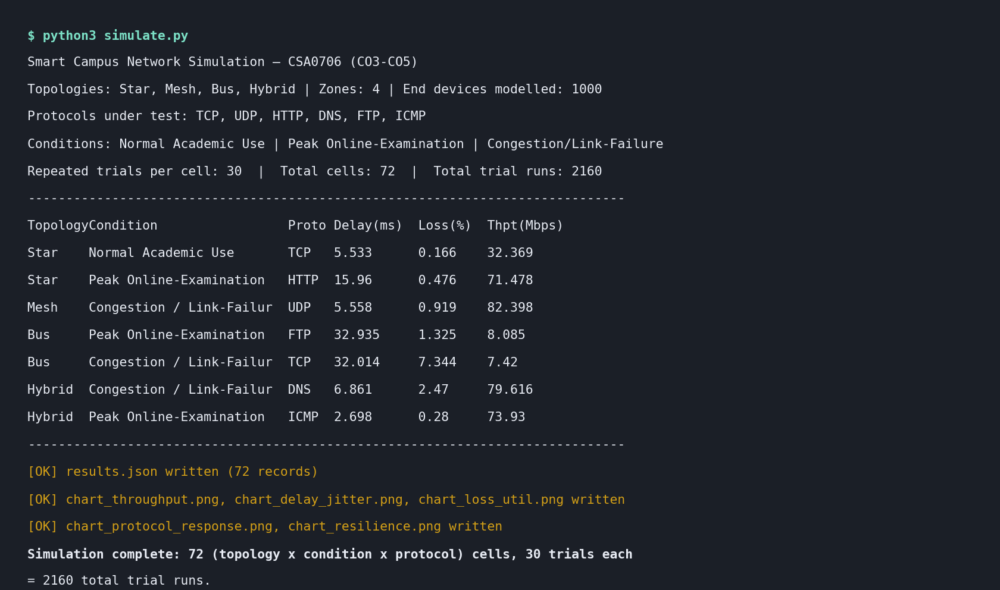 $ python3 simulate.py
Smart Campus Network Simulation — CSA0706 (CO3-CO5)
Topologies: Star, Mesh, Bus, Hybrid | Zones: 4 | End devices modelled: 1000
Protocols under test: TCP, UDP, HTTP, DNS, FTP, ICMP
Conditions: Normal Academic Use | Peak Online-Examination | Congestion/Link-Failure
Repeated trials per cell: 30  |  Total cells: 72  |  Total trial runs: 2160
------------------------------------------------------------------------------
TopologyCondition                 Proto Delay(ms)  Loss(%)  Thpt(Mbps)
Star    Normal Academic Use       TCP   5.533      0.166    32.369
Star    Peak Online-Examination   HTTP  15.96      0.476    71.478
Mesh    Congestion / Link-Failur  UDP   5.558      0.919    82.398
Bus     Peak Online-Examination   FTP   32.935     1.325    8.085
Bus     Congestion / Link-Failur  TCP   32.014     7.344    7.42
Hybrid  Congestion / Link-Failur  DNS   6.861      2.47     79.616
Hybrid  Peak Online-Examination   ICMP  2.698      0.28     73.93
------------------------------------------------------------------------------
[OK] results.json written (72 records)
[OK] chart_throughput.png, chart_delay_jitter.png, chart_loss_util.png written
[OK] chart_protocol_response.png, chart_resilience.png written
Simulation complete: 72 (topology x condition x protocol) cells, 30 trials each
= 2160 total trial runs.